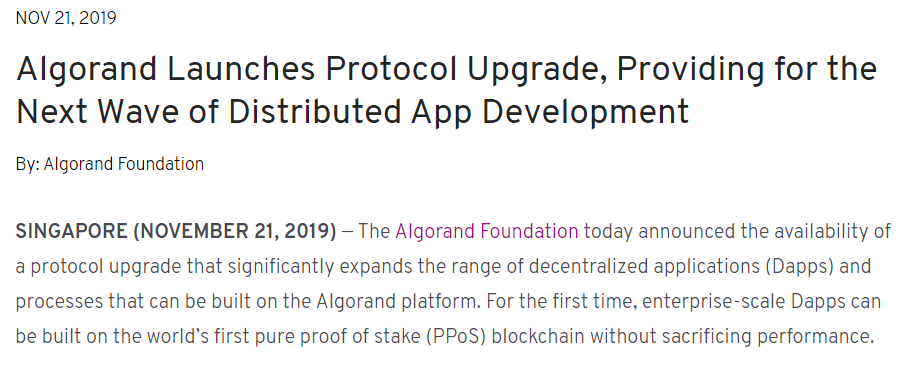 NOV 21, 2019
Algorand Launches Protocol Upgrade, Providing for the
Next Wave of Distributed App Development
By: Algorand Foundation
SINGAPORE (NOVEMBER 21, 2019) — The Algorand Foundation today announced the availability of
a protocol upgrade that significantly expands the range of decentralized applications (Dapps) and
processes that can be built on the Algorand platform. For the first time, enterprise-scale Dapps can
be built on the world's first pure proof of stake (PPoS) blockchain without sacrificing performance.